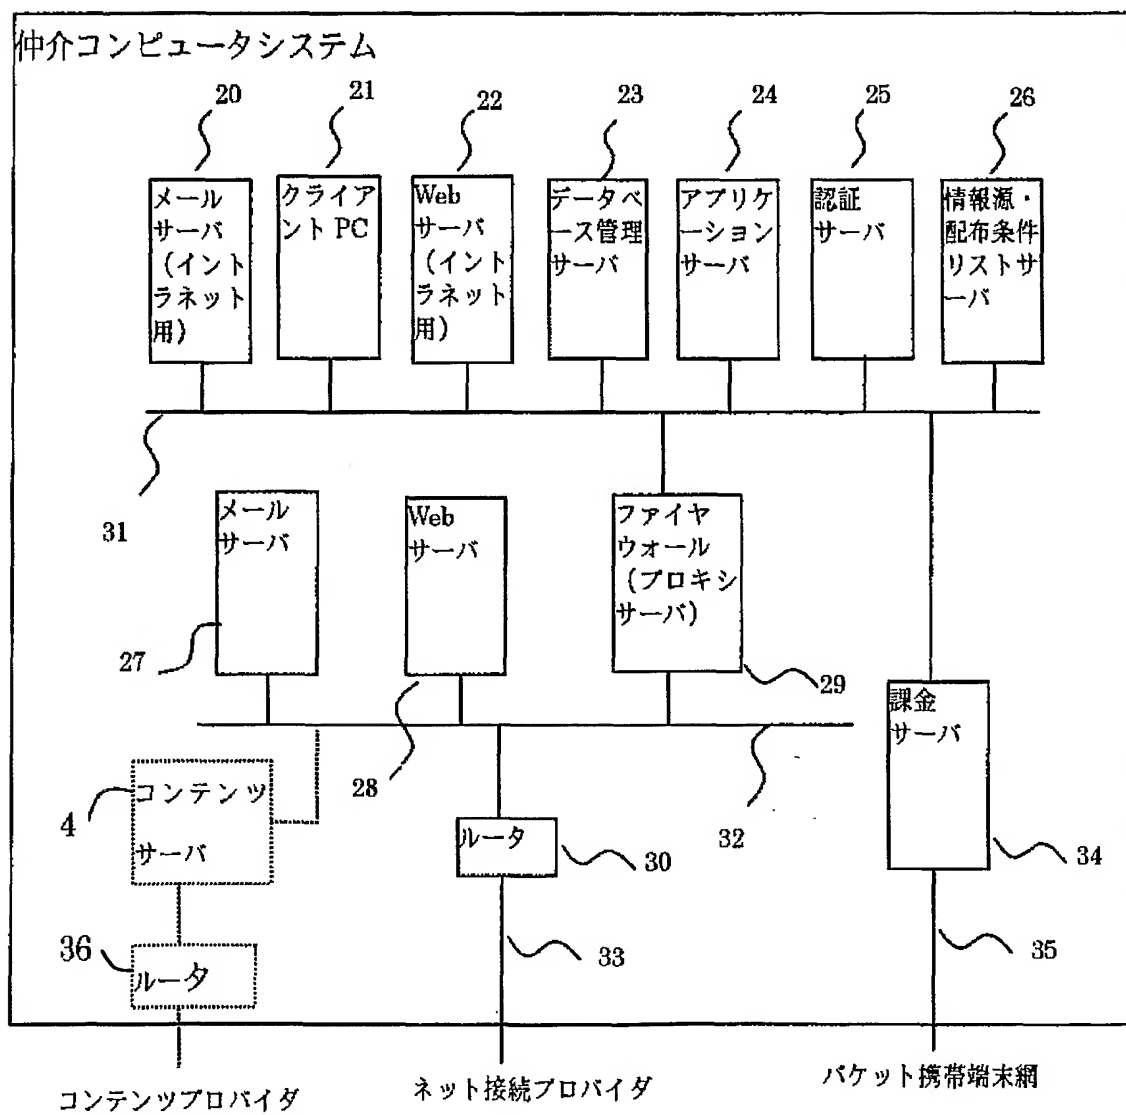 仲介コンピュータシステム
20
21
22
23
24
25
26
メール
サーバ
（イント
ラネット
用）
クライア
ントPC
Web
サーバ
（イント
ラネット
用）
データベ
ース管理
サーバ
アプリケ
ーション
サーバ
認証
サーバ
情報源・
配布条件
リストサ
ーバ
31
メール
サーバ
Web
サーバ
ファイヤ
ウォール
（プロキシ
サーバ）
27
28
29
課金
サーバ
4
コンテンツ
サーバ
32
ルータ
30
34
36
ルータ
33
35
コンテンツプロバイダ
ネット接続プロバイダ
パケット携帯端末網